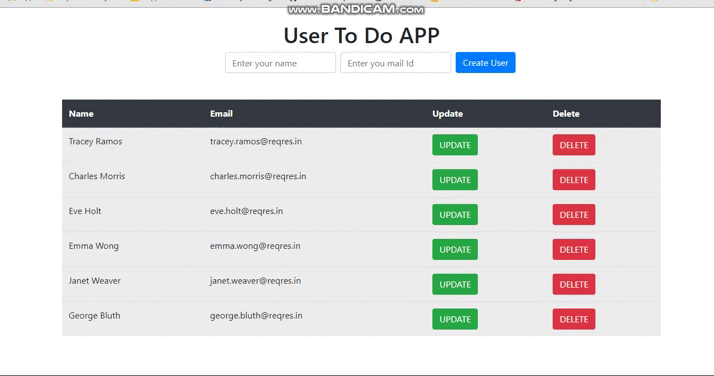 www.BANDICAM.com
User To Do APP
Enter your name Enter you mail Id Create User
Name Email Update Delete
Tracey Ramos tracey.ramos@reqres.in UPDATE DELETE
Charles Morris charles.morris@reqres.in UPDATE DELETE
Eve Holt eve.holt@reqres.in UPDATE DELETE
Emma Wong emma.wong@reqres.in UPDATE DELETE
Janet Weaver janet.weaver@reqres.in UPDATE DELETE
George Bluth george.bluth@reqres.in UPDATE DELETE